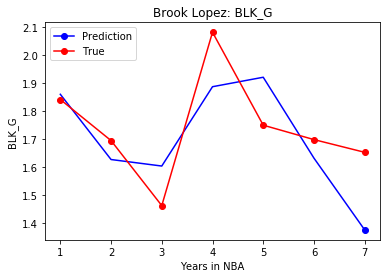 Brook Lopez: BLK_G
Prediction
True
2.1
2.0
1.9
1.8
1.7
1.6
1.5
1.4
BLK_G
1 2 3 4 5 6 7
Years in NBA